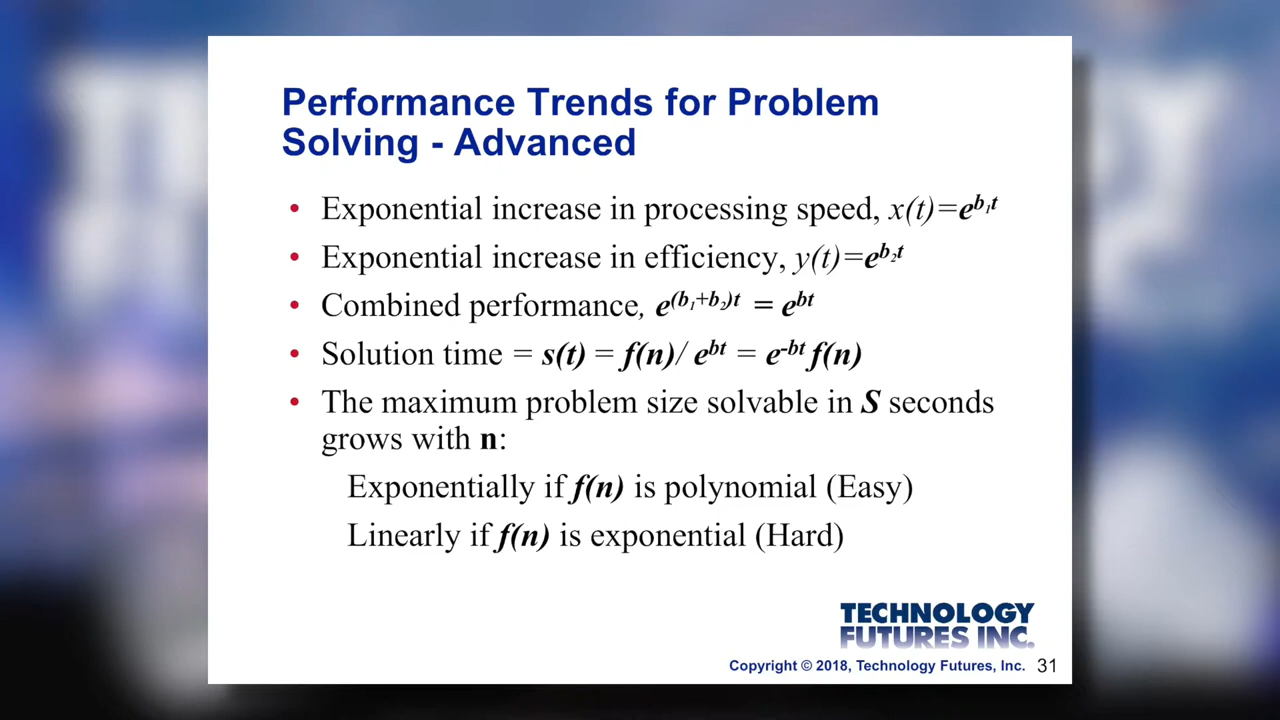 Performance Trends for Problem
Solving - Advanced
• Exponential increase in processing speed, x(t)=e^b₁t
• Exponential increase in efficiency, y(t)=e^b₂t
• Combined performance, e^(b₁+b₂)t = e^bt
• Solution time = s(t) = f(n)/ e^bt = e^-bt f(n)
• The maximum problem size solvable in S seconds
grows with n:
Exponentially if f(n) is polynomial (Easy)
Linearly if f(n) is exponential (Hard)
TECHNOLOGY
FUTURES INC.
Copyright © 2018, Technology Futures, Inc. 31